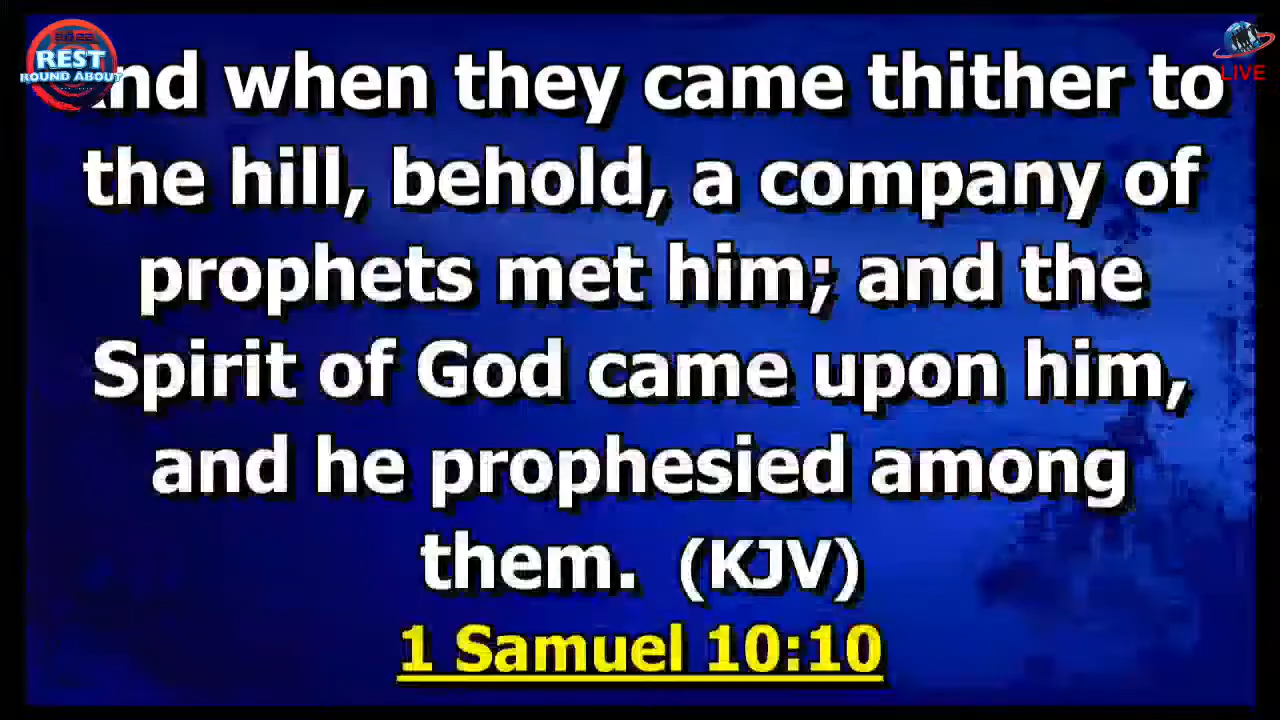 REST
ROUND ABOUT
LIVE
And when they came thither to
the hill, behold, a company of
prophets met him; and the
Spirit of God came upon him,
and he prophesied among
them. (KJV)
1 Samuel 10:10